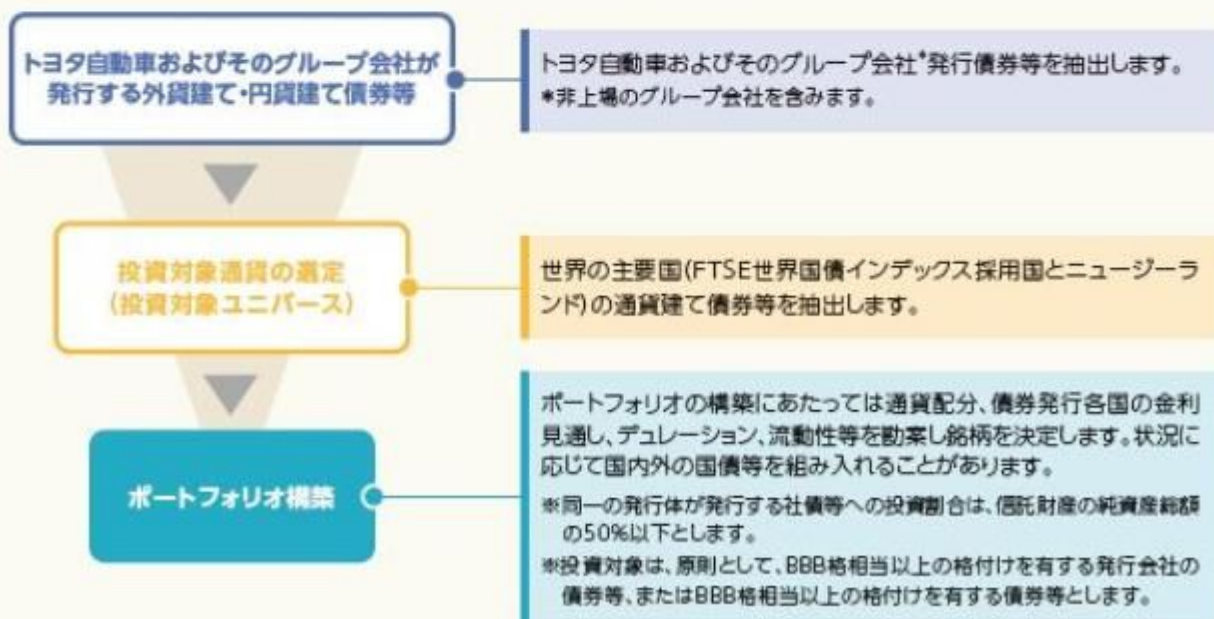 トヨタ自動車およびそのグループ会社が
発行する外貨建て・円貨建て債券等
トヨタ自動車およびそのグループ会社*発行債券等を抽出します。
*非上場のグループ会社を含みます。
投資対象通貨の選定
(投資対象ユニバース)
世界の主要国(FTSE世界国債インデックス採用国とニュージーラ
ンド)の通貨建て債券等を抽出します。
ポートフォリオ構築
ポートフォリオの構築にあたっては通貨配分、債券発行各国の金利
見通し、デュレーション、流動性等を勘案し銘柄を決定します。状況に
応じて国内外の国債等を組み入れることがあります。
※同一の発行体が発行する社債等への投資割合は、信託財産の純資産総額
の50%以下とします。
※投資対象は、原則として、BBB格相当以上の格付けを有する発行会社の
債券等、またはBBB格相当以上の格付けを有する債券等とします。